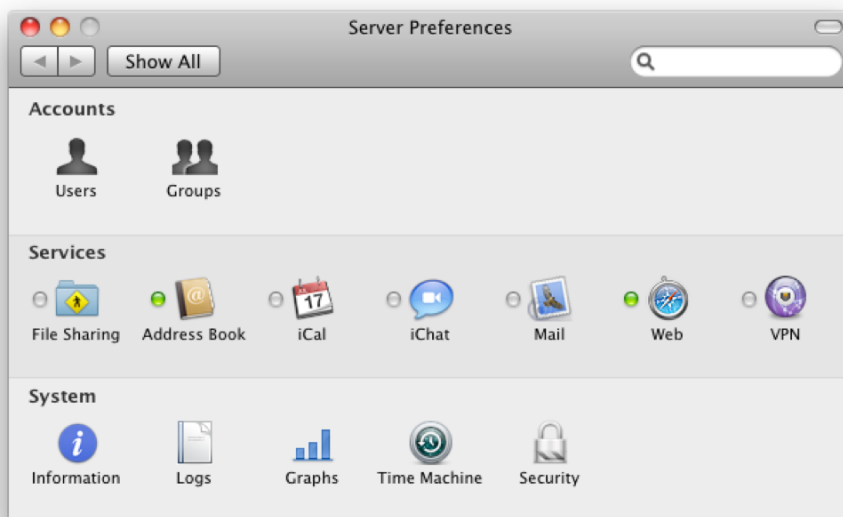 Server Preferences
Show All
Accounts
Users Groups
Services
17
File Sharing Address Book iCal iChat Mail Web VPN
System
Information Logs Graphs Time Machine Security